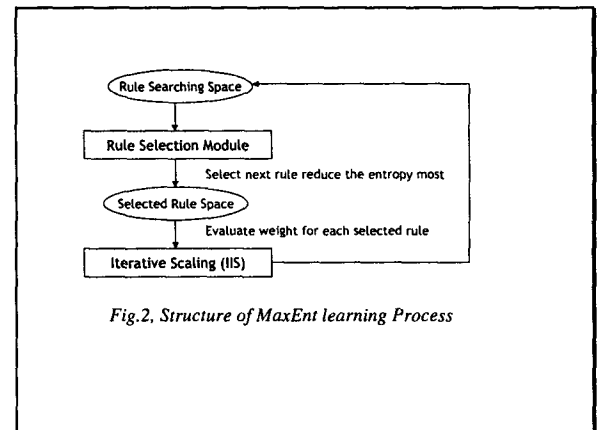 Rule Searching Space
Rule Selection Module
Select next rule reduce the entropy most
Selected Rule Space
Evaluate weight for each selected rule
Iterative Scaling (IIS)
Fig.2, Structure of MaxEnt learning Process